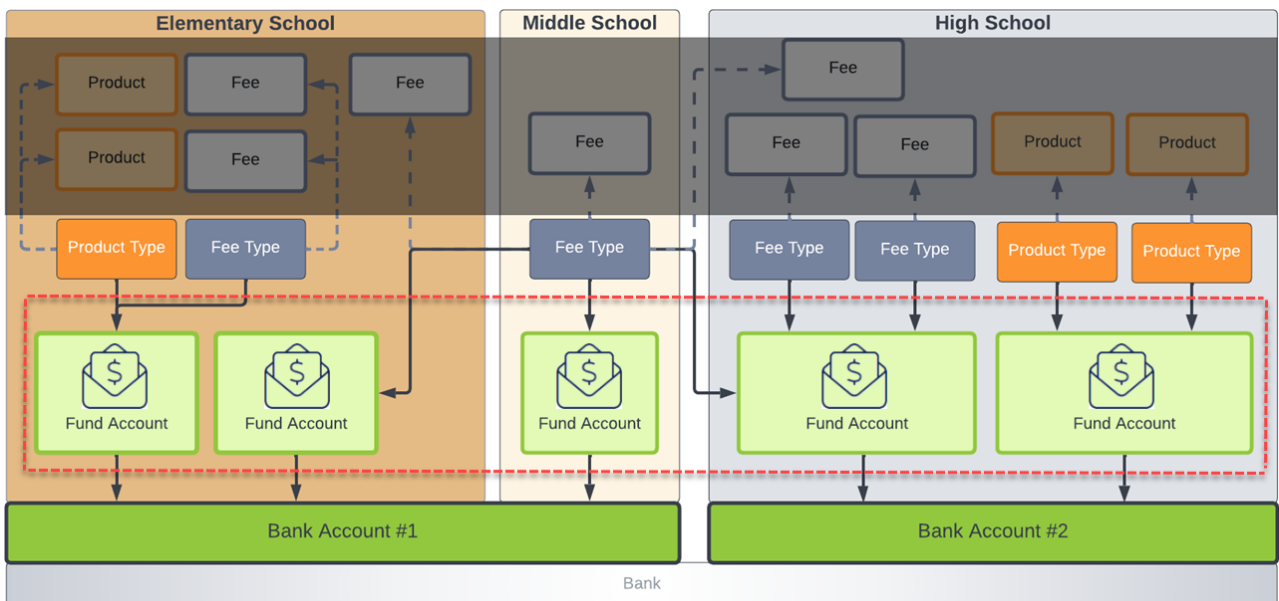 Elementary School
Middle School
High School
Product
Fee
Fee
Fee
Product
Fee
Fee
Fee
Fee
Product
Product
Product Type
Fee Type
Fee Type
Fee Type
Fee Type
Product Type
Product Type
$
$
$
$
$
Fund Account
Fund Account
Fund Account
Fund Account
Fund Account
Bank Account #1
Bank Account #2
Bank